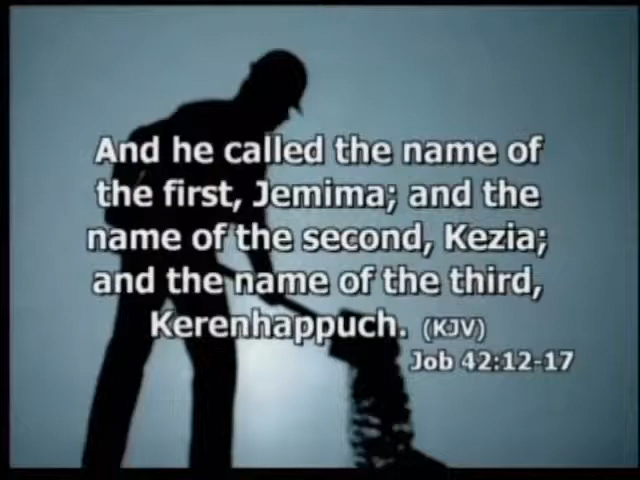 And he called the name of
the first, Jemima; and the
name of the second, Kezia;
and the name of the third,
Kerenhappuch. (KJV)
Job 42:12-17